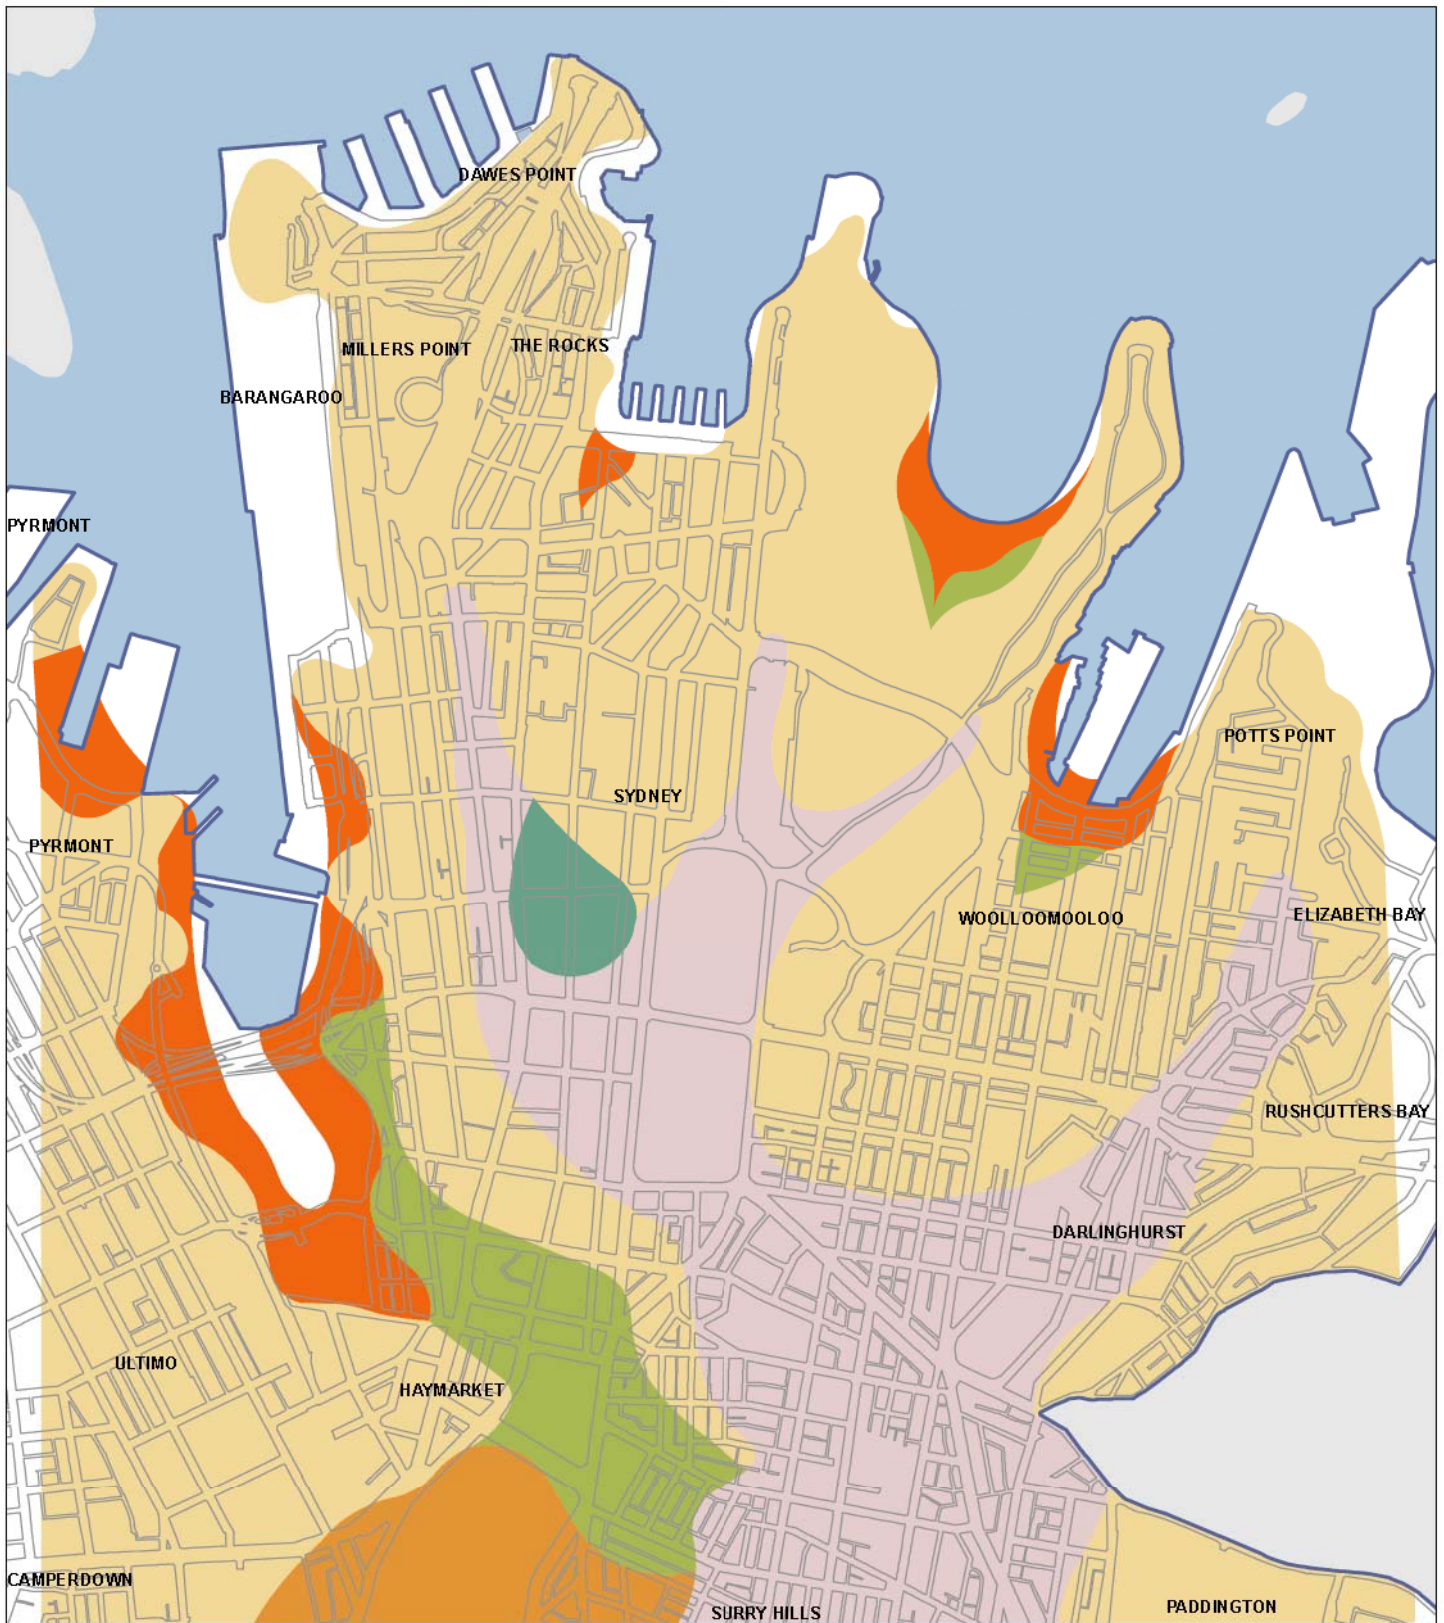 DAWES POINT
MILLERS POINT
THE ROCKS
BARANGAROO
PYRMONT
POTTS POINT
SYDNEY
PYRMONT
WOOLLOOMOOLOO
ELIZABETH BAY
RUSHCUTTERS BAY
DARLINGHURST
ULTIMO
HAYMARKET
CAMPERDOWN
PADDINGTON
SURRY HILLS